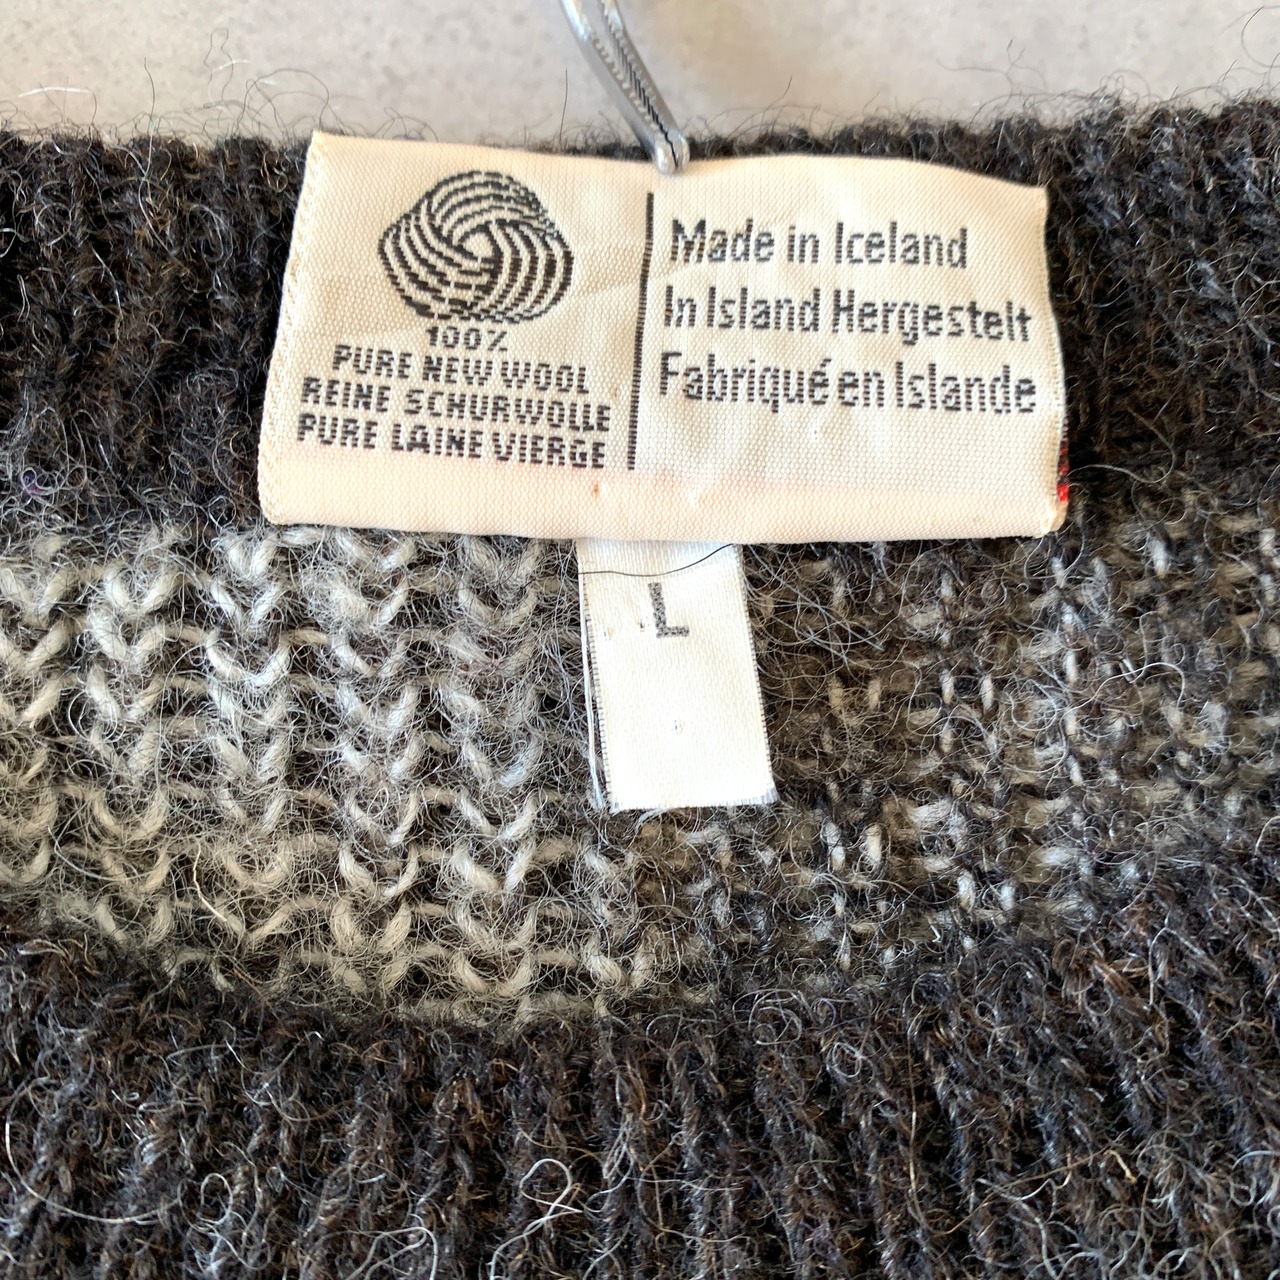 100%
PURE NEW WOOL
REINE SCHURWOLLE
PURE LAINE VIERGE
Made in Iceland
In Island Hergestelt
Fabriqué en Islande
L